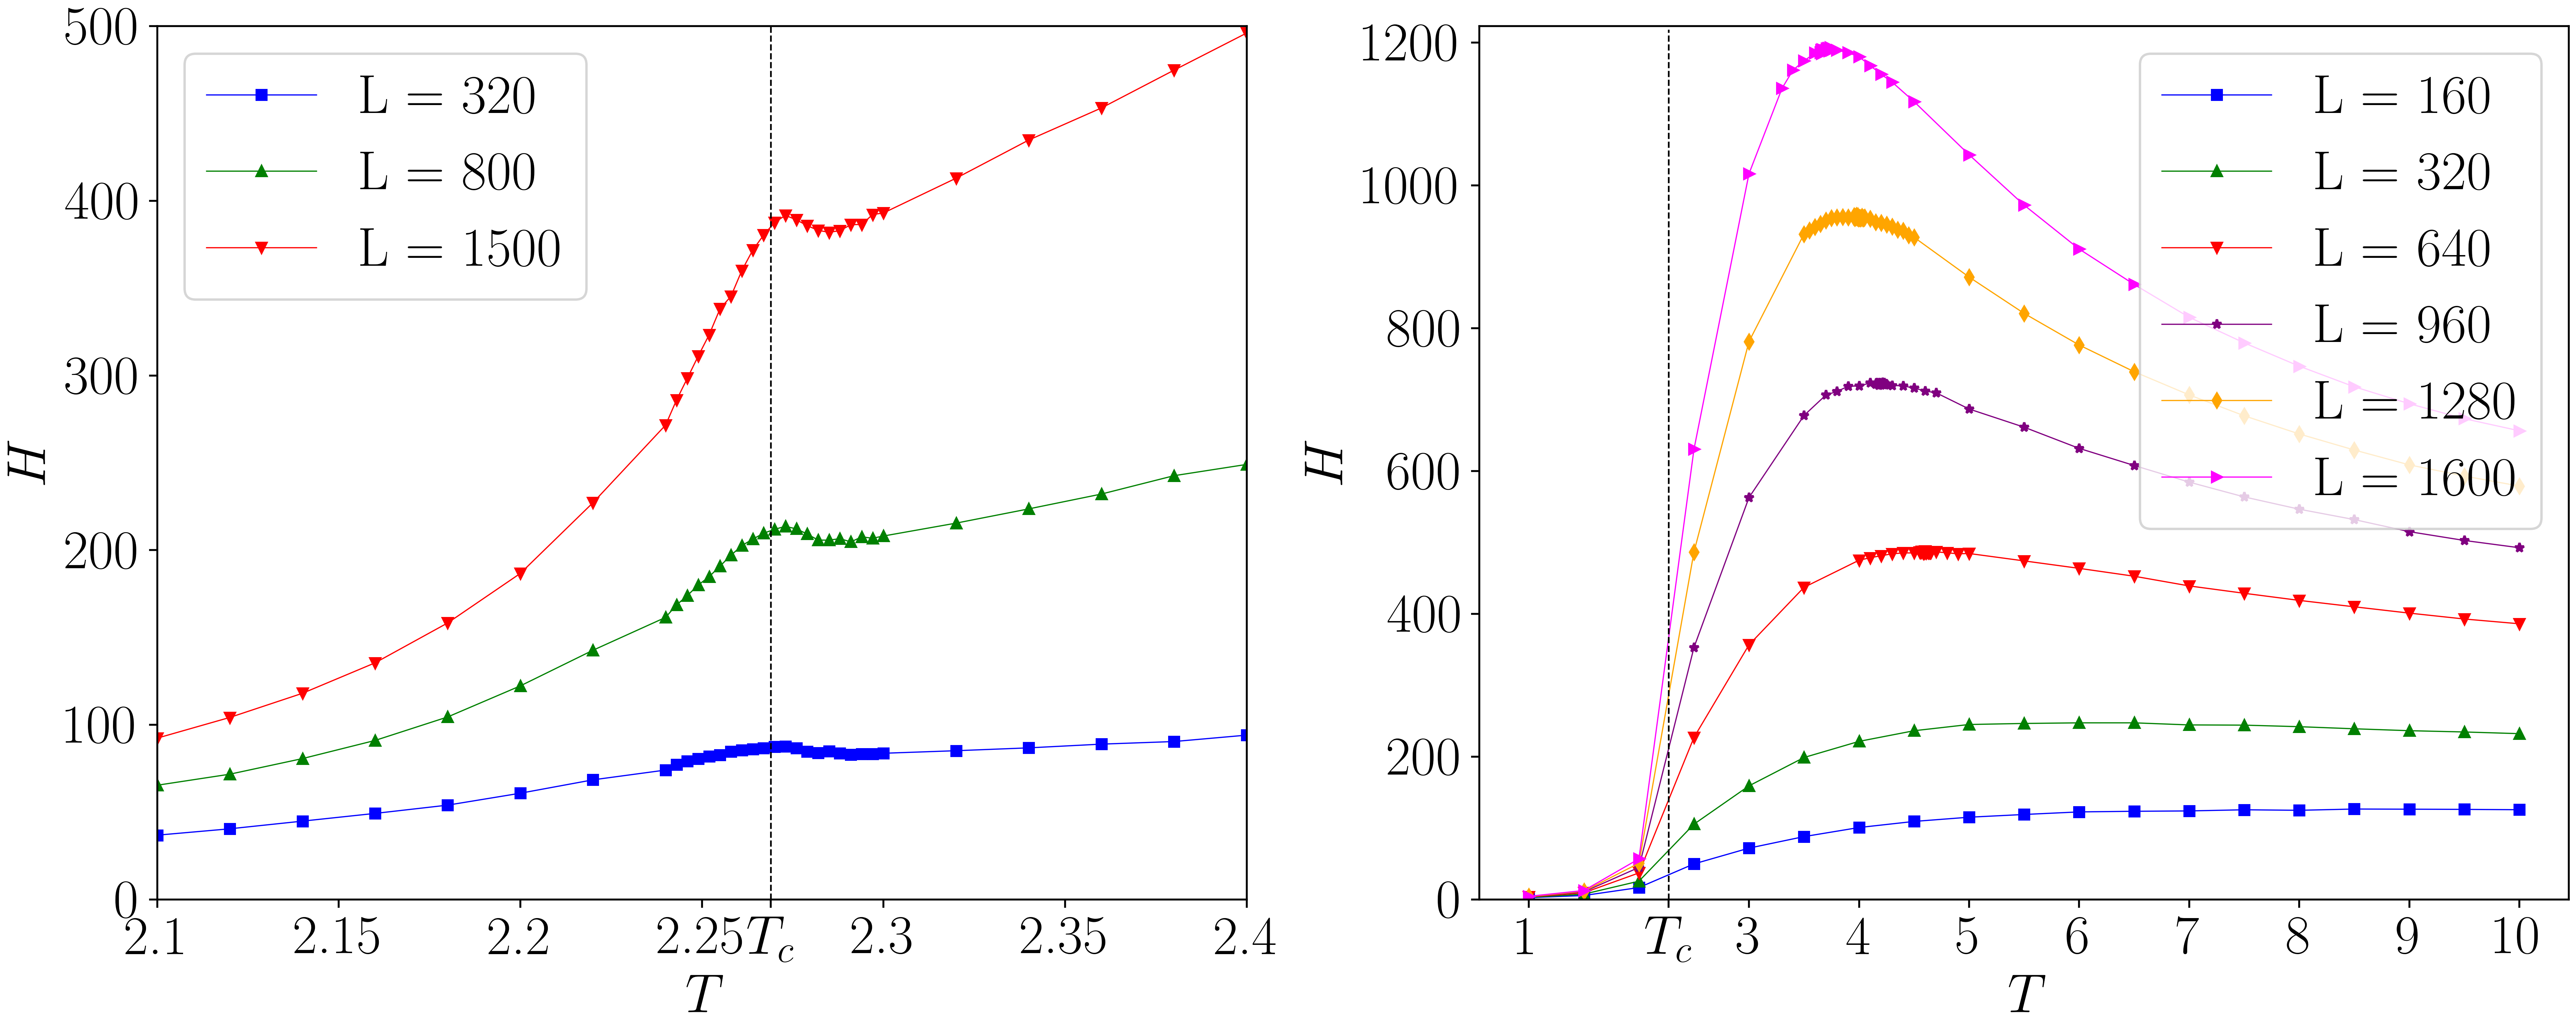 500
400
300
200
100
0
H
L = 320
L = 800
L = 1500
2.1
2.15
2.2
2.25
T_c
2.3
2.35
2.4
T
1200
1000
800
600
400
200
0
H
L = 160
L = 320
L = 640
L = 960
L = 1280
L = 1600
1
T_c
3
4
5
6
7
8
9
10
T